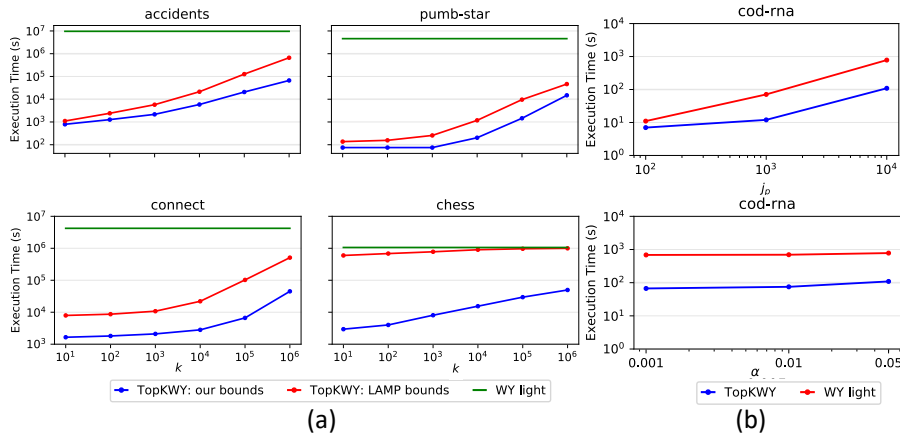 accidents
pumb-star
cod-rna
Execution Time (s)
10^7
10^6
10^5
10^4
10^3
10^2
Execution Time (s)
10^4
10^3
10^2
10^1
10^0
10^2
10^3
10^4
j_p
connect
chess
cod-rna
Execution Time (s)
10^7
10^6
10^5
10^4
10^3
10^1
10^2
10^3
10^4
10^5
10^6
k
10^1
10^2
10^3
10^4
10^5
10^6
k
Execution Time (s)
10^4
10^3
10^2
10^1
10^0
0.001
0.01
0.05
α
TopKWY: our bounds
TopKWY: LAMP bounds
WY light
TopKWY
WY light
(a)
(b)